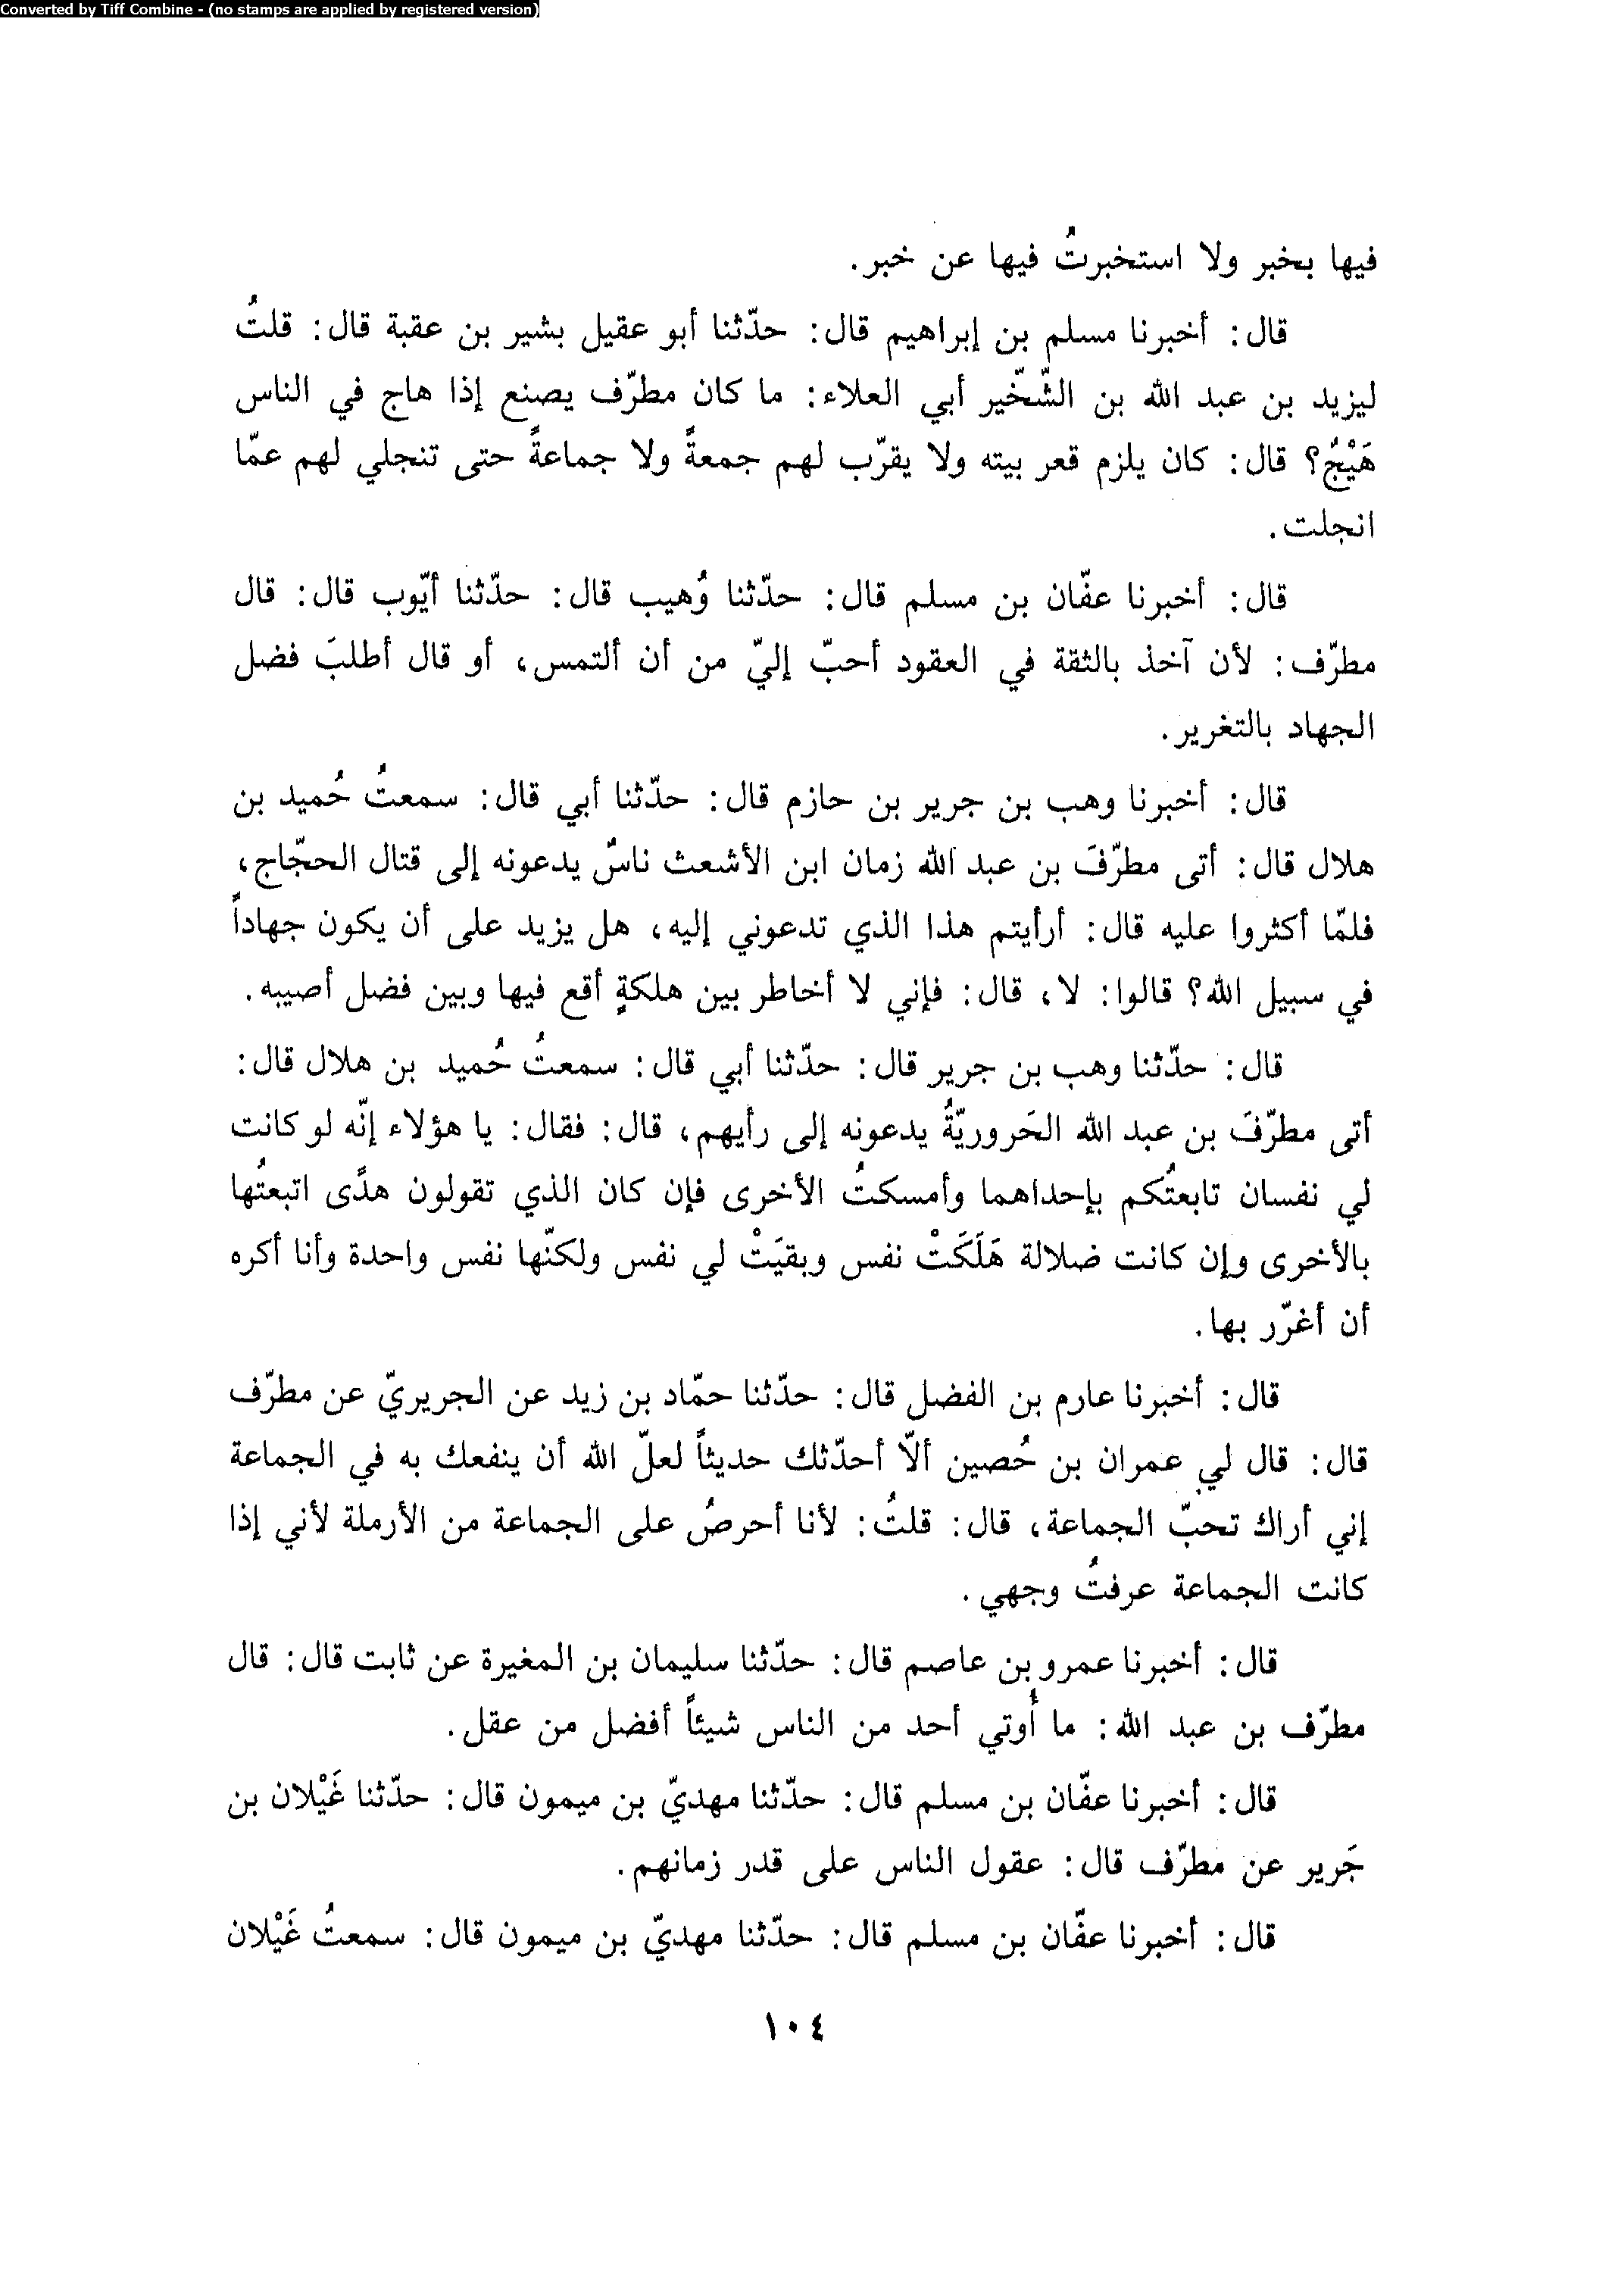 Converted by Tiff Combine - (no stamps are applied by registered version)
فيها بخبر ولا استخبرتُ فيها عن خبر.
قال: أخبرنا مسلم بن إبراهيم قال: حدّثنا أبو عقيل بشير بن عقبة قال: قلتُ
ليزيد بن عبد الله بن الشّخّير أبي العلاء: ما كان مطرّف يصنع إذا هاج في الناس
هَيْجٌ؟ قال: كان يلزم قعر بيته ولا يقرّب لهم جمعةً ولا جماعةً حتى تنجلي لهم عمّا
انجلت.
قال: أخبرنا عفّان بن مسلم قال: حدّثنا وُهيب قال: حدّثنا أيّوب قال: قال
مطرّف: لأن آخذ بالثقة في العقود أحبّ إليّ من أن ألتمس، أو قال أطلبَ فضل
الجهاد بالتغرير.
قال: أخبرنا وهب بن جرير بن حازم قال: حدّثنا أبي قال: سمعتُ حُميد بن
هلال قال: أتى مطرّفَ بن عبد الله زمان ابن الأشعث ناسٌ يدعونه إلى قتال الحجّاج،
فلمّا أكثروا عليه قال: أرأيتم هذا الذي تدعوني إليه، هل يزيد على أن يكون جهاداً
في سبيل الله؟ قالوا: لا، قال: فإني لا أخاطر بين هلكةٍ أقع فيها وبين فضل أصيبه.
قال: حدّثنا وهب بن جرير قال: حدّثنا أبي قال: سمعتُ حُميد بن هلال قال:
أتى مطرّفَ بن عبد الله الحَروريّةُ يدعونه إلى رأيهم، قال: فقال: يا هؤلاء إنّه لو كانت
لي نفسان تابعتُكم بإحداهما وأمسكتُ الأخرى فإن كان الذي تقولون هدًى اتبعتُها
بالأخرى وإن كانت ضلالة هَلَكَتْ نفس وبقيَتْ لي نفس ولكنّها نفس واحدة وأنا أكره
أن أغرّر بها.
قال: أخبرنا عارم بن الفضل قال: حدّثنا حمّاد بن زيد عن الجريريّ عن مطرّف
قال: قال لي عمران بن حُصين ألّا أحدّثك حديثاً لعلّ الله أن ينفعك به في الجماعة
إني أراك تحبّ الجماعة، قال: قلتُ: لأنا أحرصُ على الجماعة من الأرملة لأني إذا
كانت الجماعة عرفتُ وجهي.
قال: أخبرنا عمرو بن عاصم قال: حدّثنا سليمان بن المغيرة عن ثابت قال: قال
مطرّف بن عبد الله: ما أُوتي أحد من الناس شيئاً أفضل من عقل.
قال: أخبرنا عفّان بن مسلم قال: حدّثنا مهديّ بن ميمون قال: حدّثنا غَيْلان بن
جَرير عن مطرّف قال: عقول الناس على قدر زمانهم.
قال: أخبرنا عفّان بن مسلم قال: حدّثنا مهديّ بن ميمون قال: سمعتُ غَيْلان
١٠٤